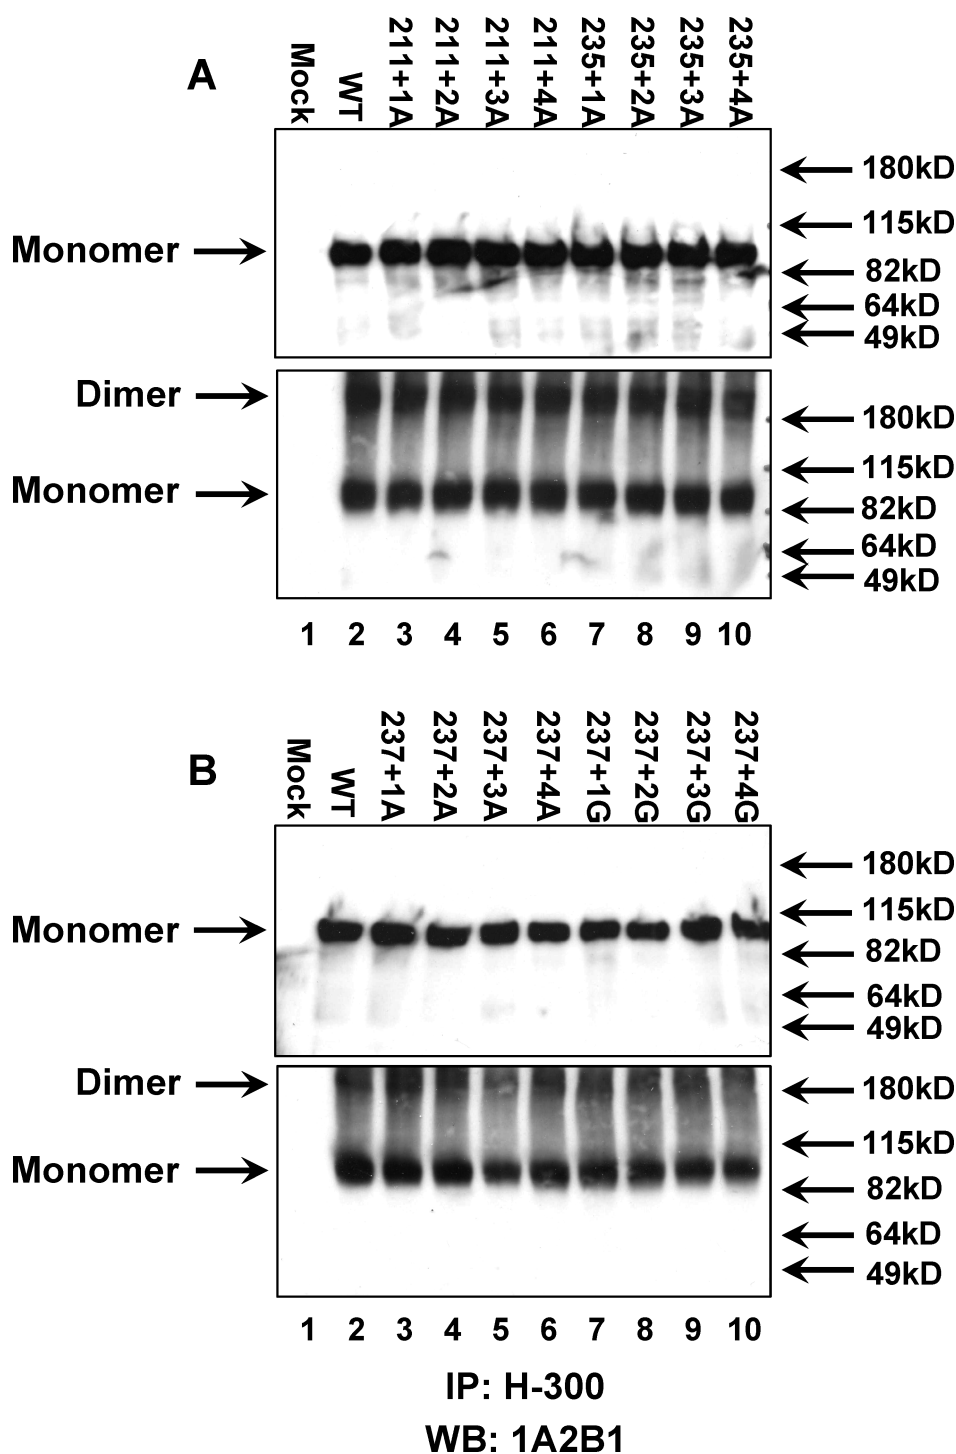 A
Mock
WT
211+1A
211+2A
211+3A
211+4A
235+1A
235+2A
235+3A
235+4A
Monomer
180kD
115kD
82kD
64kD
49kD
Dimer
Monomer
180kD
115kD
82kD
64kD
49kD
1 2 3 4 5 6 7 8 9 10
B
Mock
WT
237+1A
237+2A
237+3A
237+4A
237+1G
237+2G
237+3G
237+4G
Monomer
180kD
115kD
82kD
64kD
49kD
Dimer
Monomer
180kD
115kD
82kD
64kD
49kD
1 2 3 4 5 6 7 8 9 10
IP: H-300
WB: 1A2B1